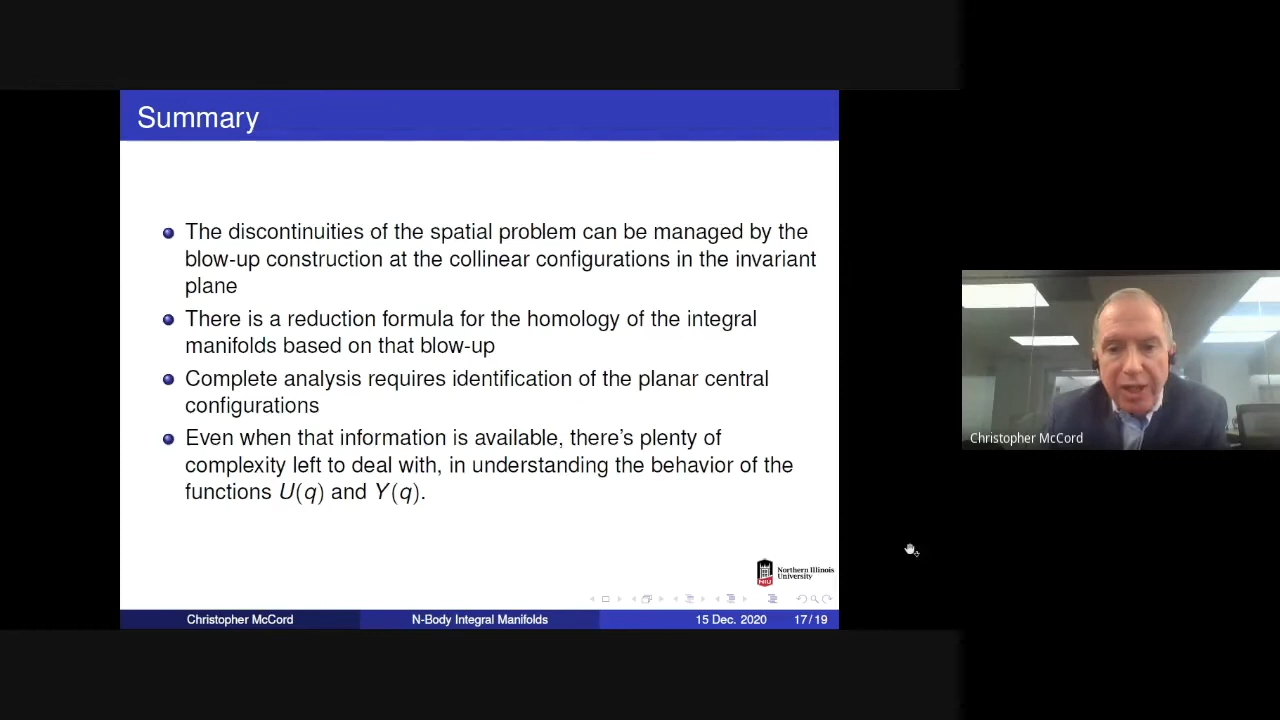 Summary
The discontinuities of the spatial problem can be managed by the
blow-up construction at the collinear configurations in the invariant
plane
There is a reduction formula for the homology of the integral
manifolds based on that blow-up
Complete analysis requires identification of the planar central
configurations
Even when that information is available, there's plenty of
complexity left to deal with, in understanding the behavior of the
functions U(q) and Y(q).
NIU
Northern Illinois
University
Christopher McCord
N-Body Integral Manifolds
15 Dec. 2020
17/19
Christopher McCord